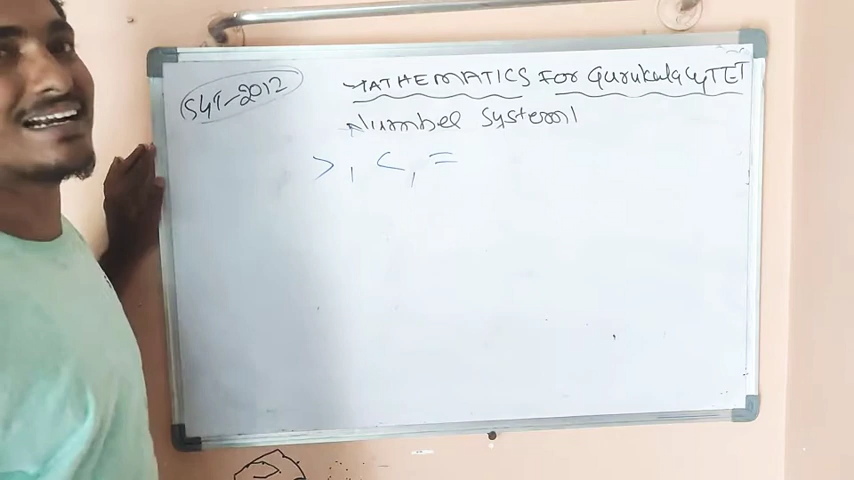 SGT-2012
MATHEMATICS For Gurukula, TET
Number System
>, <, =